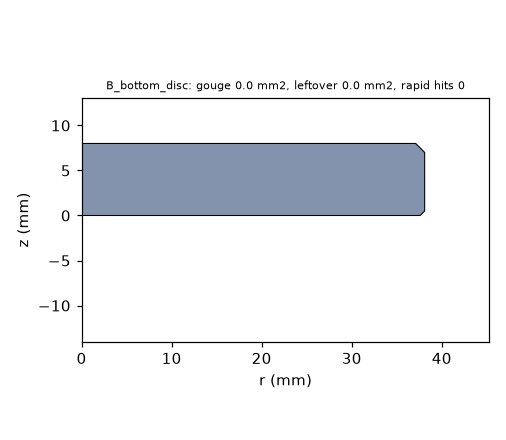 B_bottom_disc: gouge 0.0 mm2, leftover 0.0 mm2, rapid hits 0
10
5
0
−5
−10
z (mm)
0 10 20 30 40
r (mm)